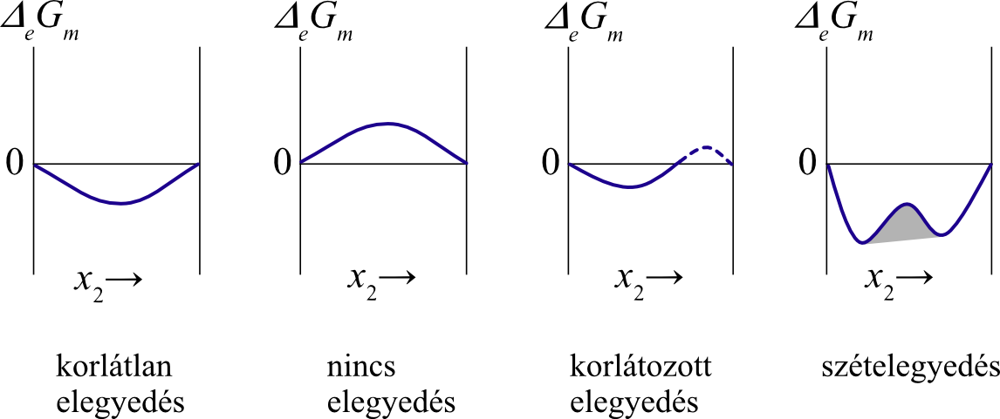 ΔₑGₘ ΔₑGₘ ΔₑGₘ ΔₑGₘ
0 0 0 0
x₂→ x₂→ x₂→ x₂→
korlátlan
elegyedés
nincs
elegyedés
korlátozott
elegyedés
szételegyedés